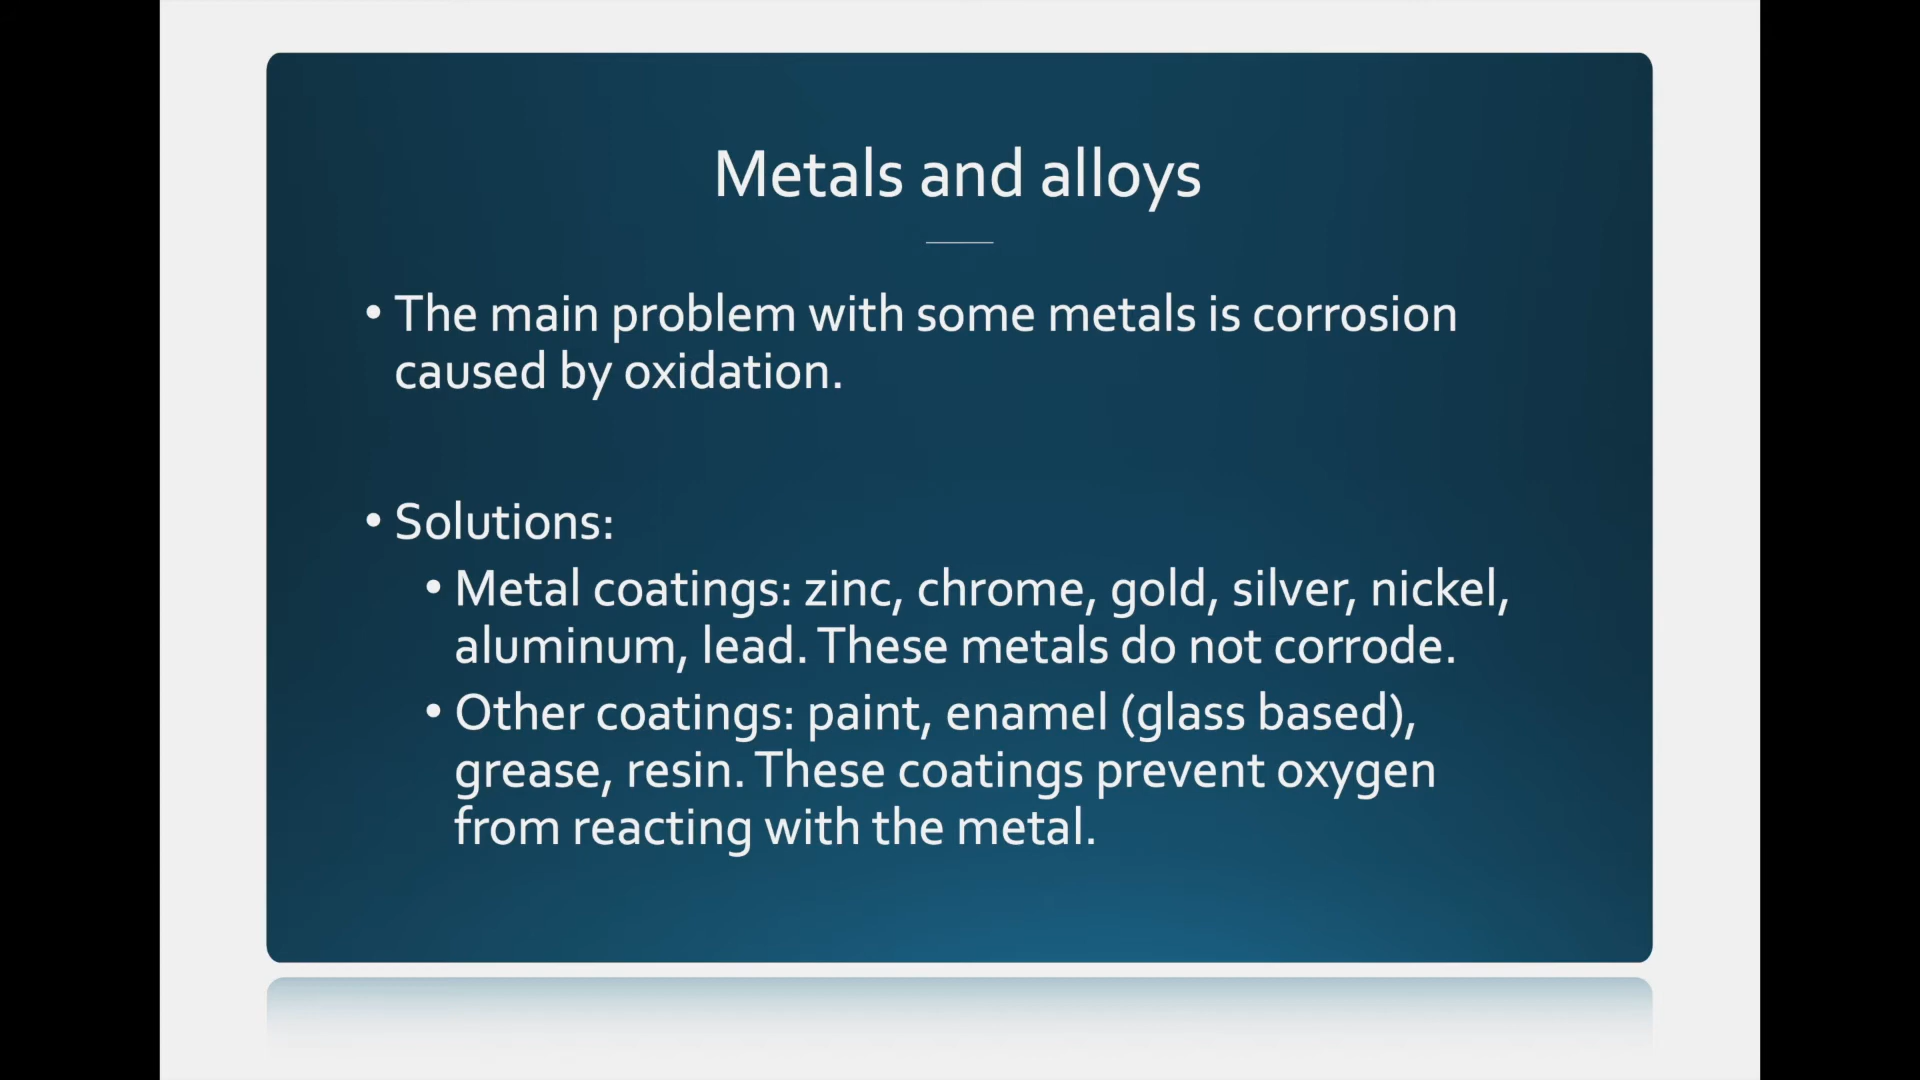 Metals and alloys
• The main problem with some metals is corrosion
caused by oxidation.
• Solutions:
• Metal coatings: zinc, chrome, gold, silver, nickel,
aluminum, lead. These metals do not corrode.
• Other coatings: paint, enamel (glass based),
grease, resin. These coatings prevent oxygen
from reacting with the metal.